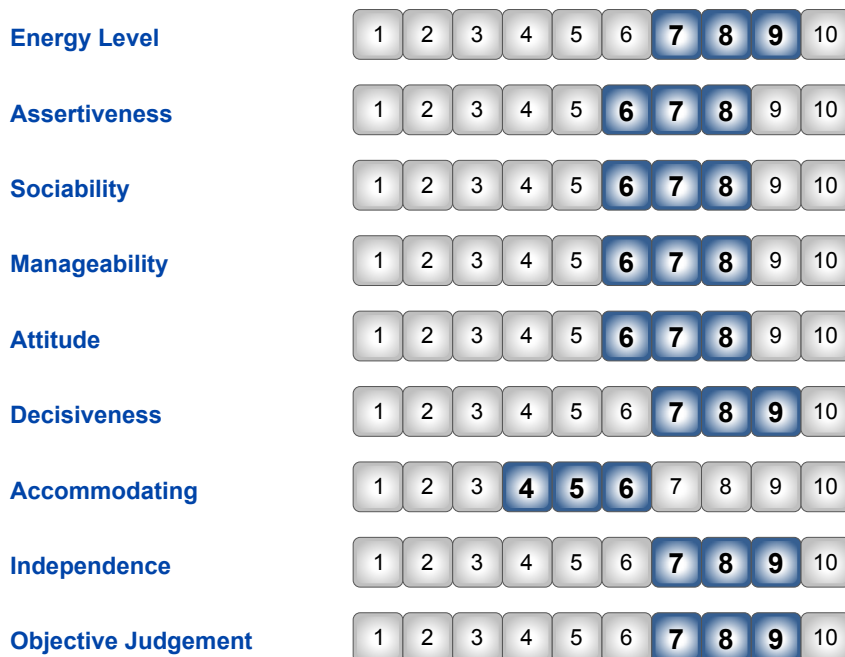 Energy Level 1 2 3 4 5 6 7 8 9 10
Assertiveness 1 2 3 4 5 6 7 8 9 10
Sociability 1 2 3 4 5 6 7 8 9 10
Manageability 1 2 3 4 5 6 7 8 9 10
Attitude 1 2 3 4 5 6 7 8 9 10
Decisiveness 1 2 3 4 5 6 7 8 9 10
Accommodating 1 2 3 4 5 6 7 8 9 10
Independence 1 2 3 4 5 6 7 8 9 10
Objective Judgement 1 2 3 4 5 6 7 8 9 10